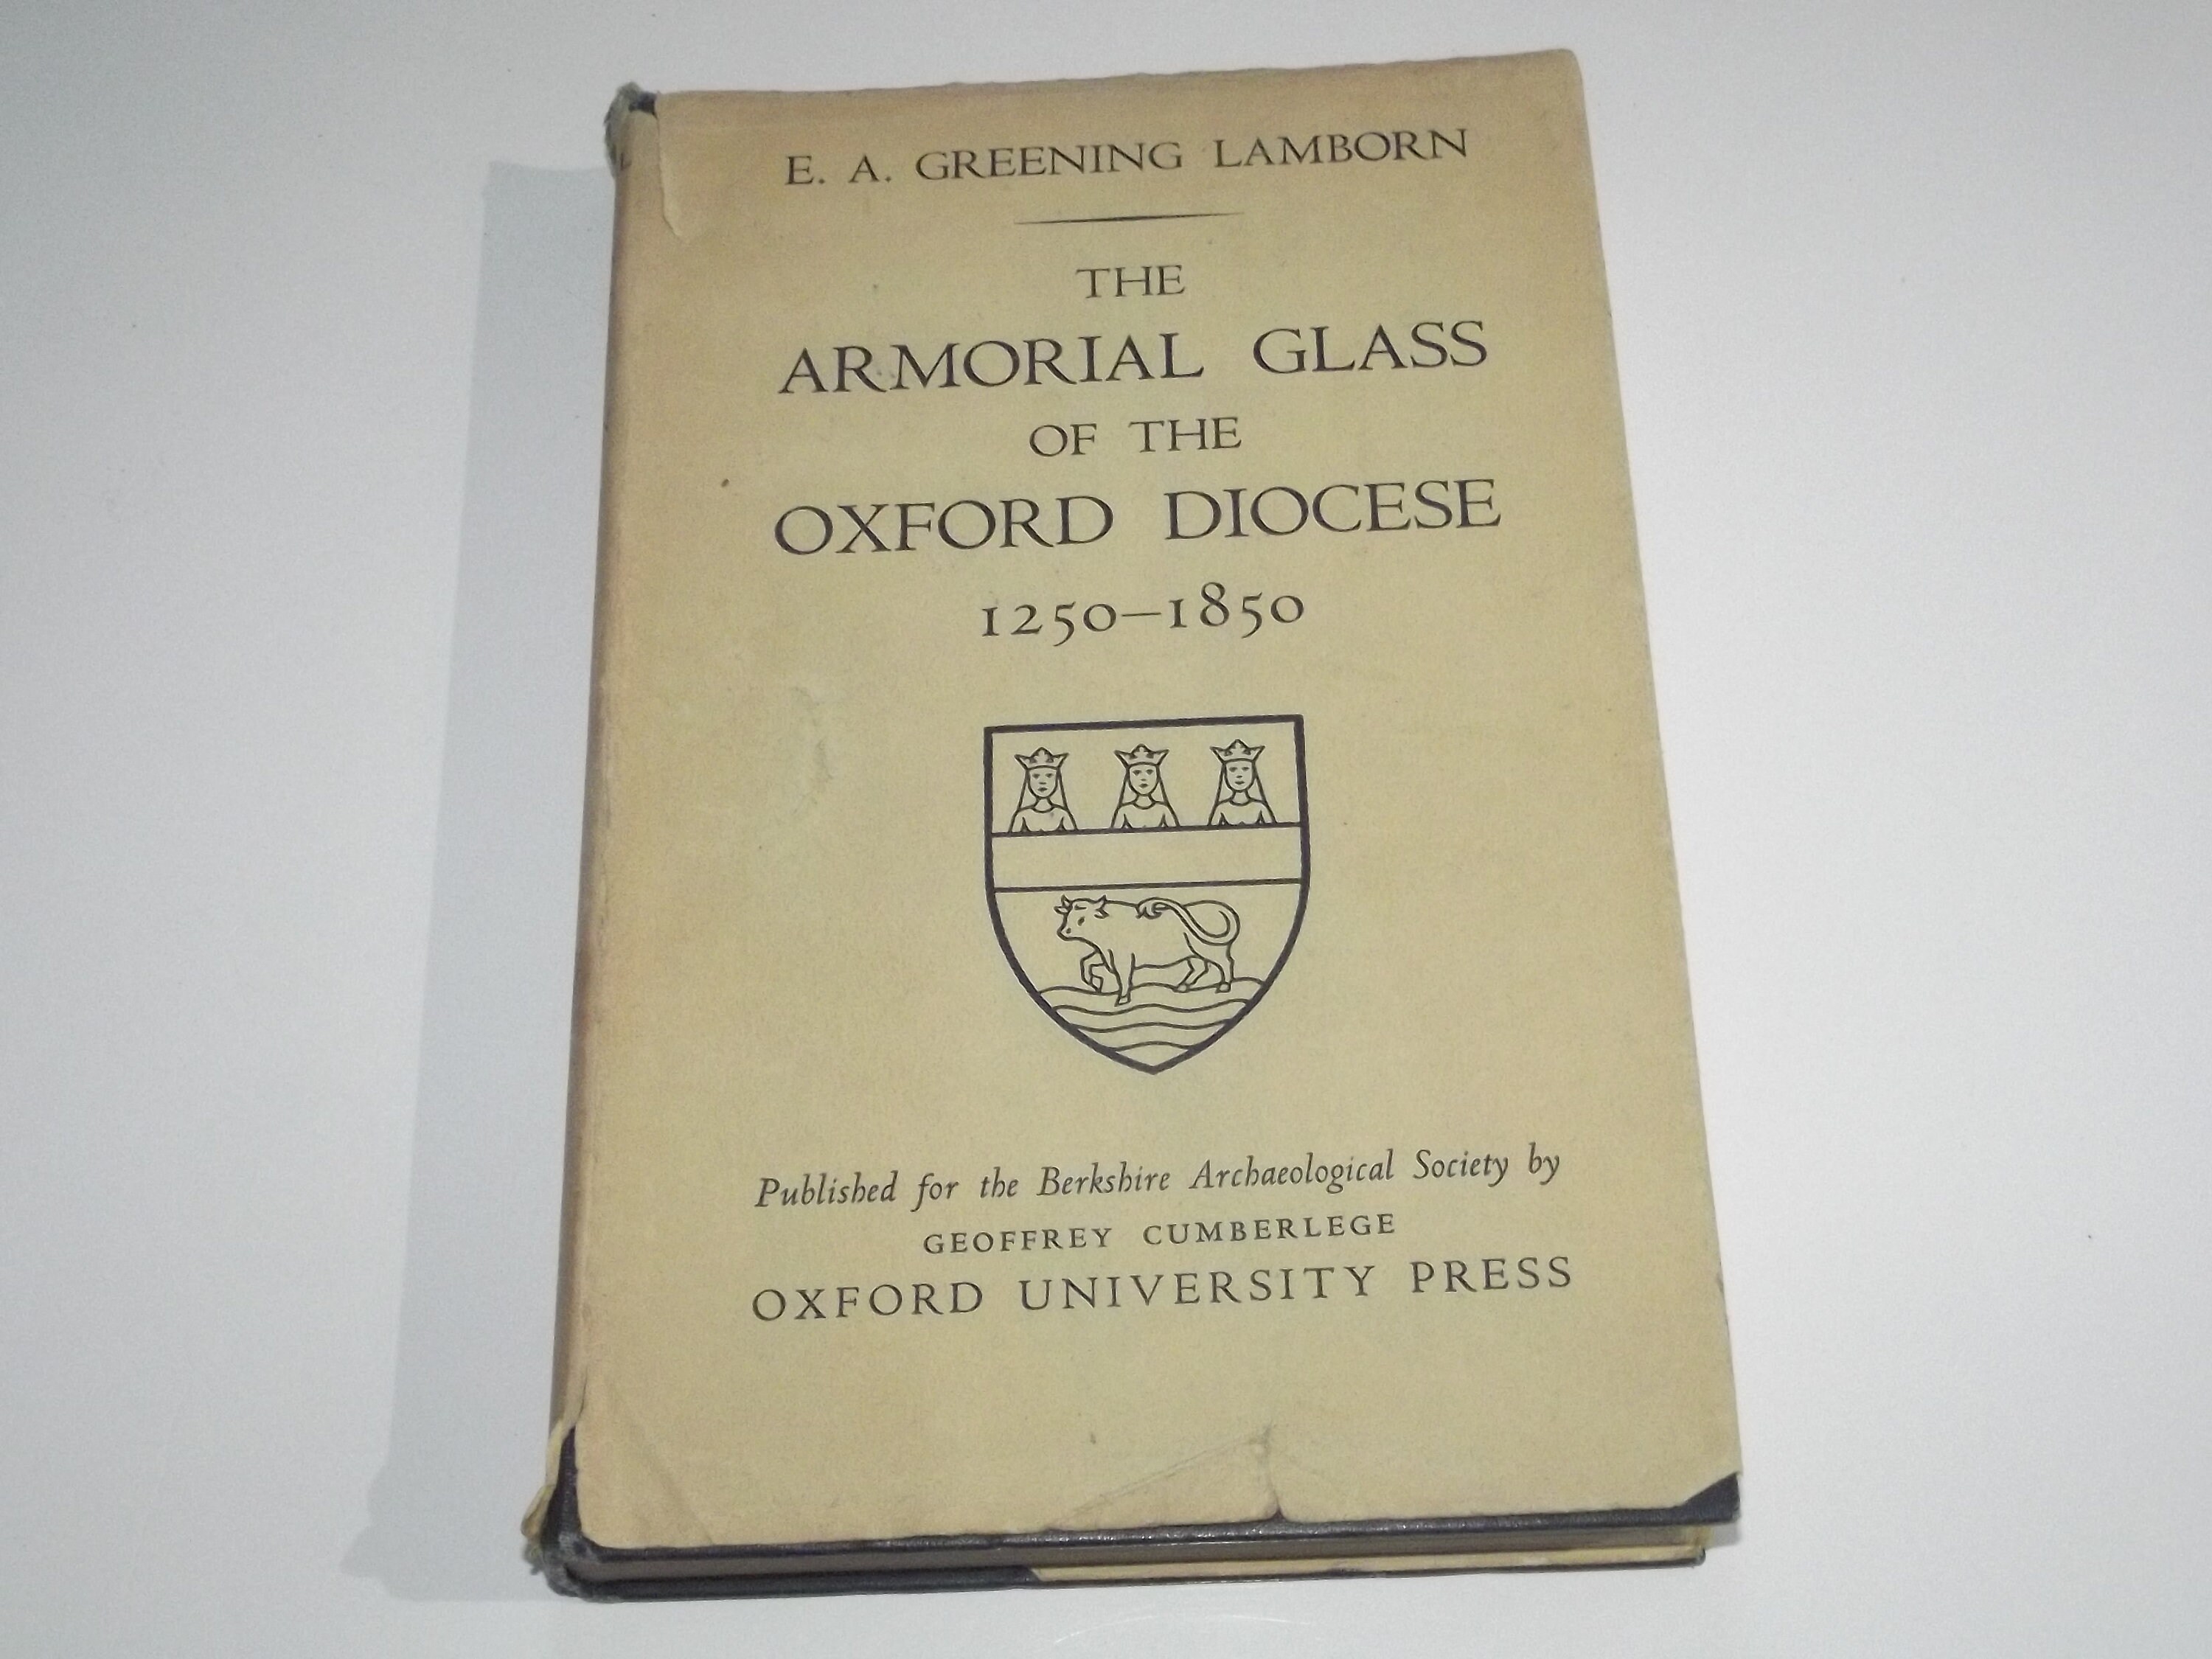 E. A. GREENING LAMBORN
THE
ARMORIAL GLASS
OF THE
OXFORD DIOCESE
1250–1850
Published for the Berkshire Archaeological Society by
GEOFFREY CUMBERLEGE
OXFORD UNIVERSITY PRESS